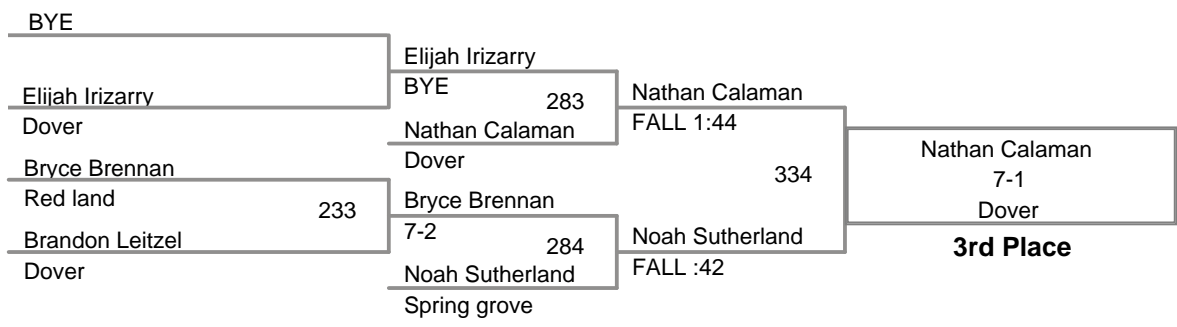 BYE
Elijah Irizarry
Dover
Bryce Brennan
Red land
233
Brandon Leitzel
Dover
Elijah Irizarry
BYE
283
Nathan Calaman
Dover
Bryce Brennan
7-2
284
Noah Sutherland
Spring grove
Nathan Calaman
FALL 1:44
334
Noah Sutherland
FALL :42
Nathan Calaman
7-1
Dover
3rd Place